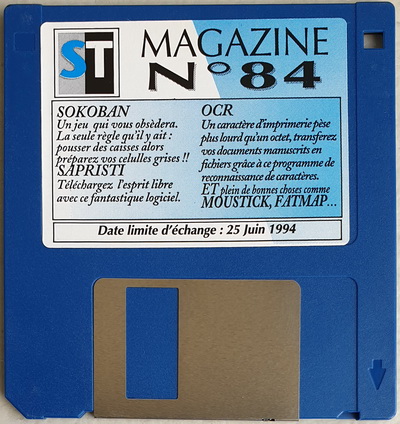 ST MAGAZINE
N°84
SOKOBAN
Un jeu qui vous obsèdera.
La seule règle qu'il y ait :
pousser des caisses alors
préparez vos celulles grises !!
SAPRISTI
Téléchargez l'esprit libre
avec ce fantastique logiciel.
OCR
Un caractère d'imprimerie pèse
plus lourd qu'un octet, transferez
vos documents manuscrits en
fichiers grâce à ce programme de
reconnaissance de caractères.
ET plein de bonnes choses comme
MOUSTICK, FATMAP...
Date limite d'échange : 25 Juin 1994